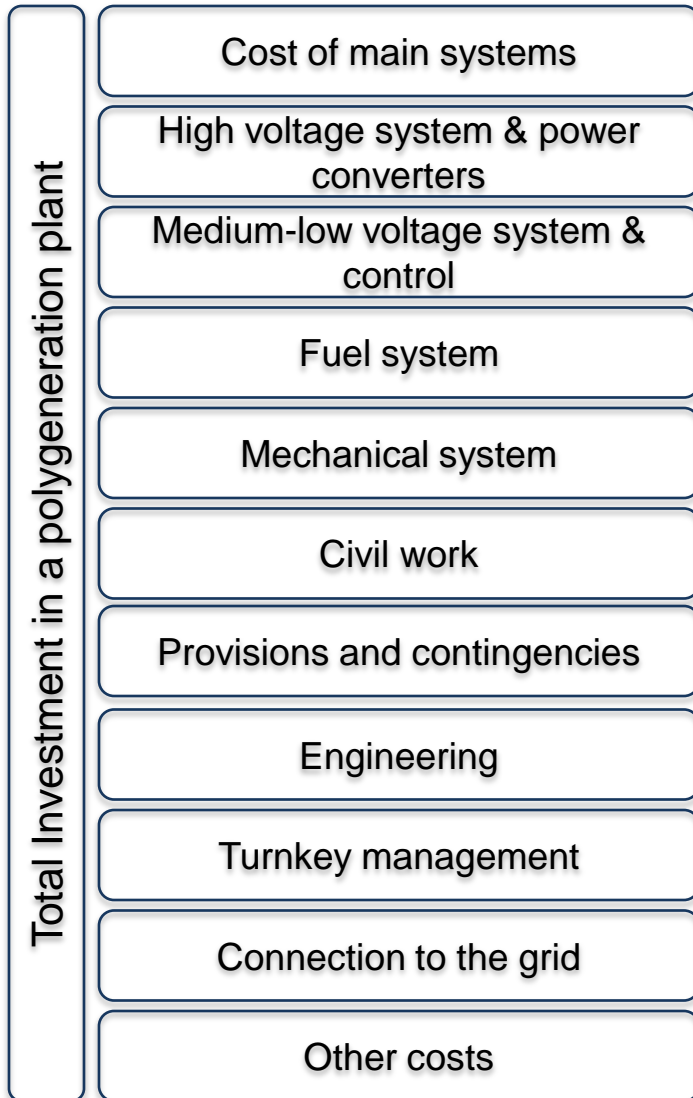 Total Investment in a polygeneration plant
Cost of main systems
High voltage system & power
converters
Medium-low voltage system &
control
Fuel system
Mechanical system
Civil work
Provisions and contingencies
Engineering
Turnkey management
Connection to the grid
Other costs